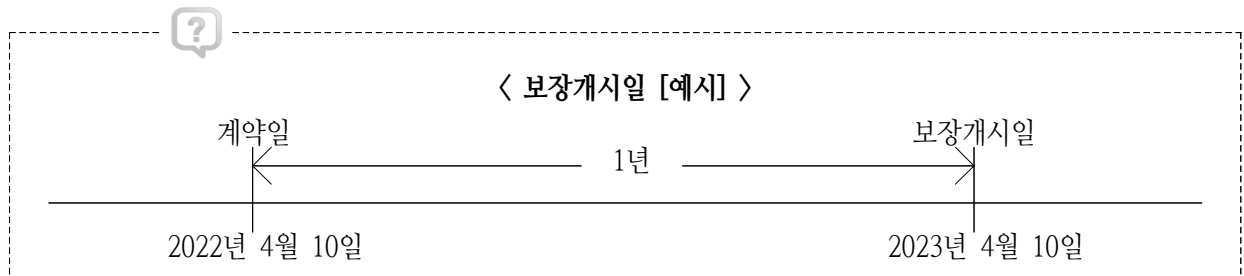 ?
< 보장개시일 [예시] >
계약일 보장개시일
1년
2022년 4월 10일 2023년 4월 10일